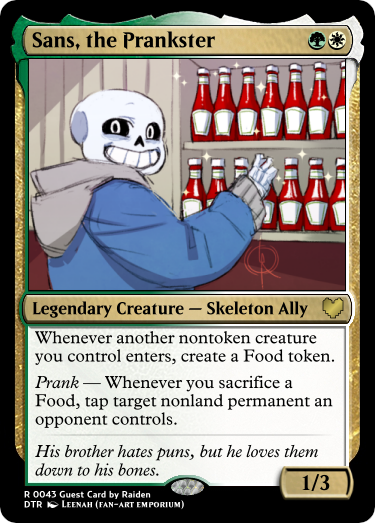 Sans, the Prankster
Legendary Creature — Skeleton Ally
Whenever another nontoken creature
you control enters, create a Food token.
Prank — Whenever you sacrifice a
Food, tap target nonland permanent an
opponent controls.
His brother hates puns, but he loves them
down to his bones.
1/3
R 0043 Guest Card by Raiden
DTR Leenah (fan-art emporium)